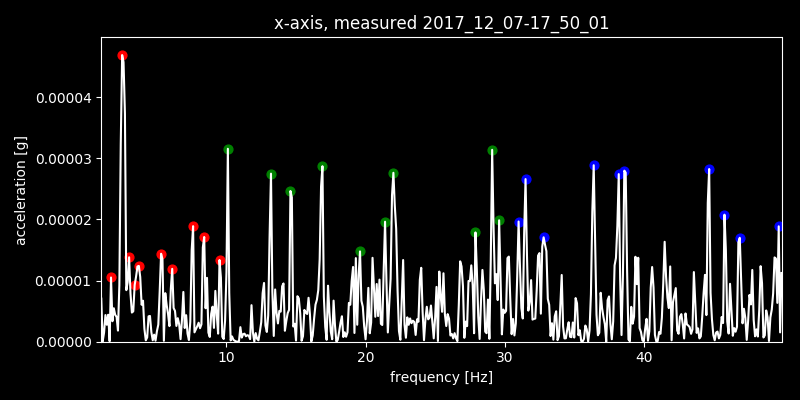 x-axis, measured 2017_12_07-17_50_01
acceleration [g]
0.00004
0.00003
0.00002
0.00001
0.00000
10 20 30 40
frequency [Hz]